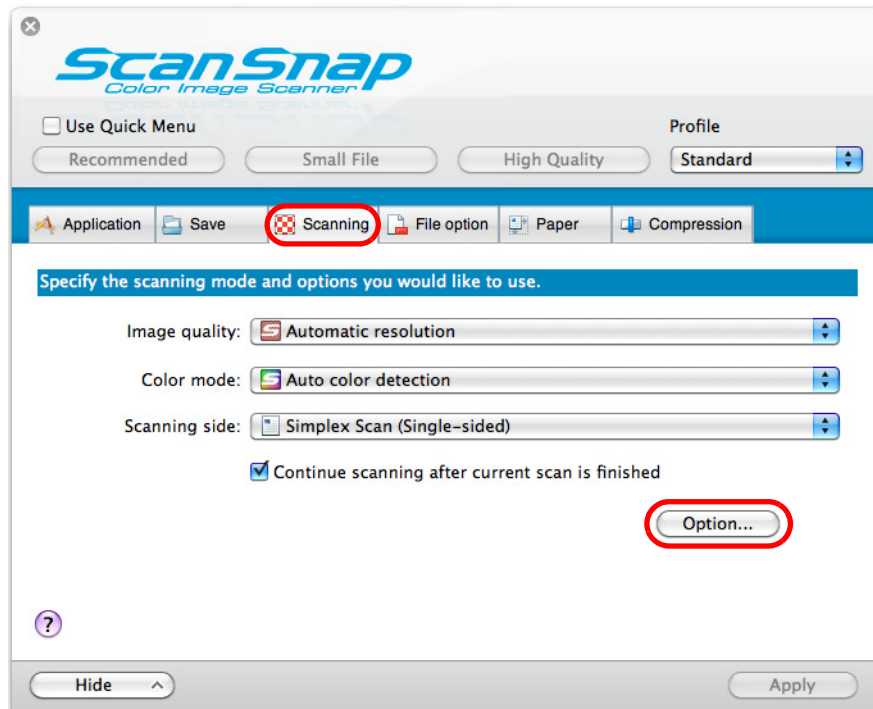 ScanSnap
Color Image Scanner
Use Quick Menu
Profile
Recommended Small File High Quality Standard
Application Save Scanning File option Paper Compression
Specify the scanning mode and options you would like to use.
Image quality: Automatic resolution
Color mode: Auto color detection
Scanning side: Simplex Scan (Single-sided)
Continue scanning after current scan is finished
Option...
?
Hide Apply